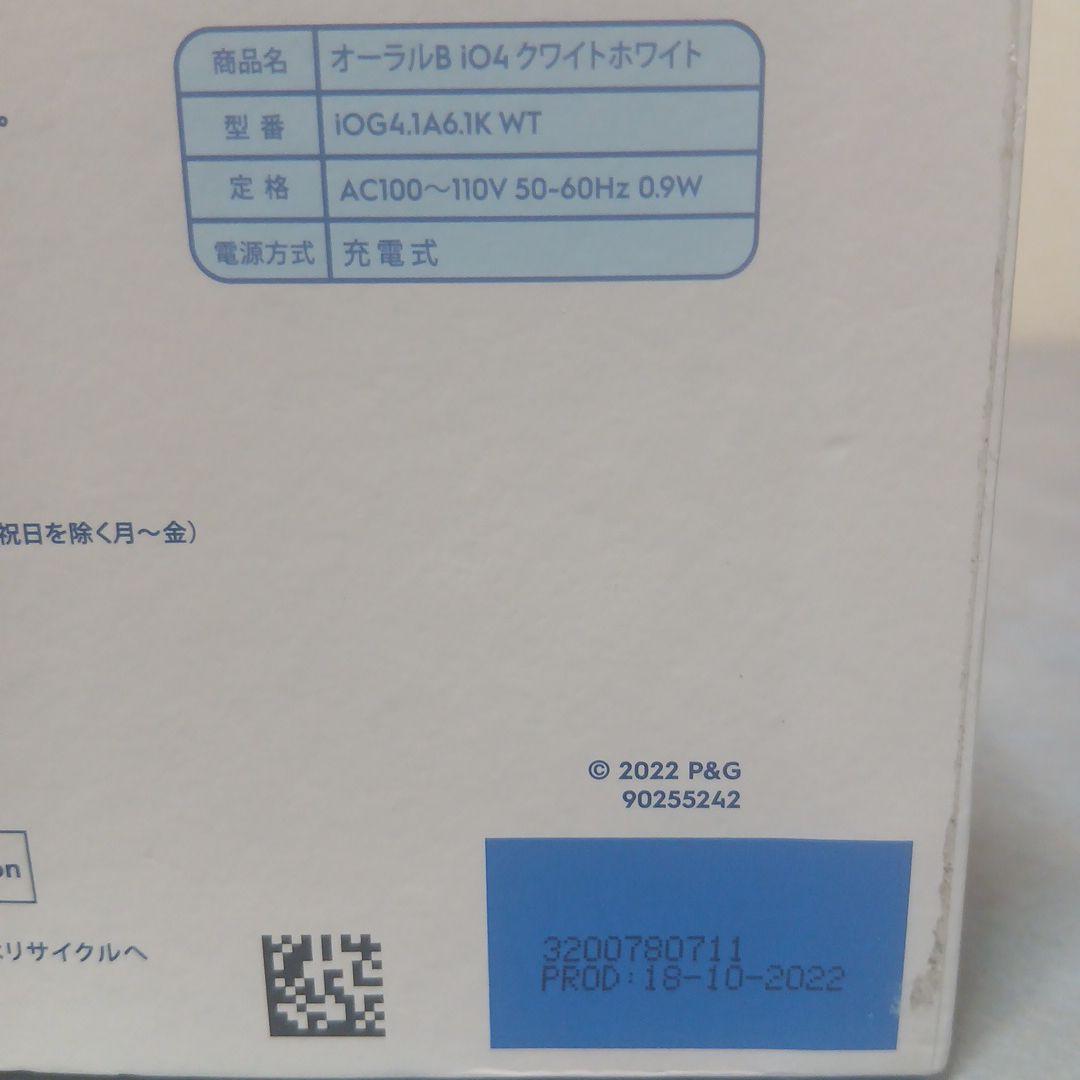 商品名 オーラルB iO4 クワイトホワイト
型番 iOG4.1A6.1K WT
定格 AC100〜110V 50-60Hz 0.9W
電源方式 充電式
。
祝日を除く月〜金）
© 2022 P&G
90255242
on
リサイクルへ
3200780711
PROD:18-10-2022